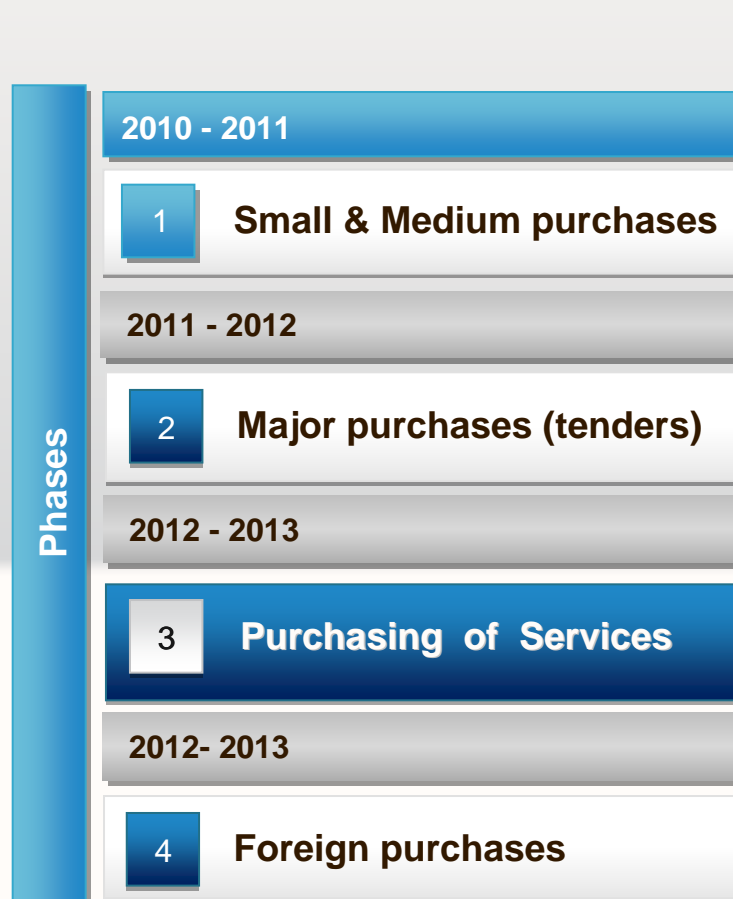 Phases
2010 - 2011
1 Small & Medium purchases
2011 - 2012
2 Major purchases (tenders)
2012 - 2013
3 Purchasing of Services
2012- 2013
4 Foreign purchases